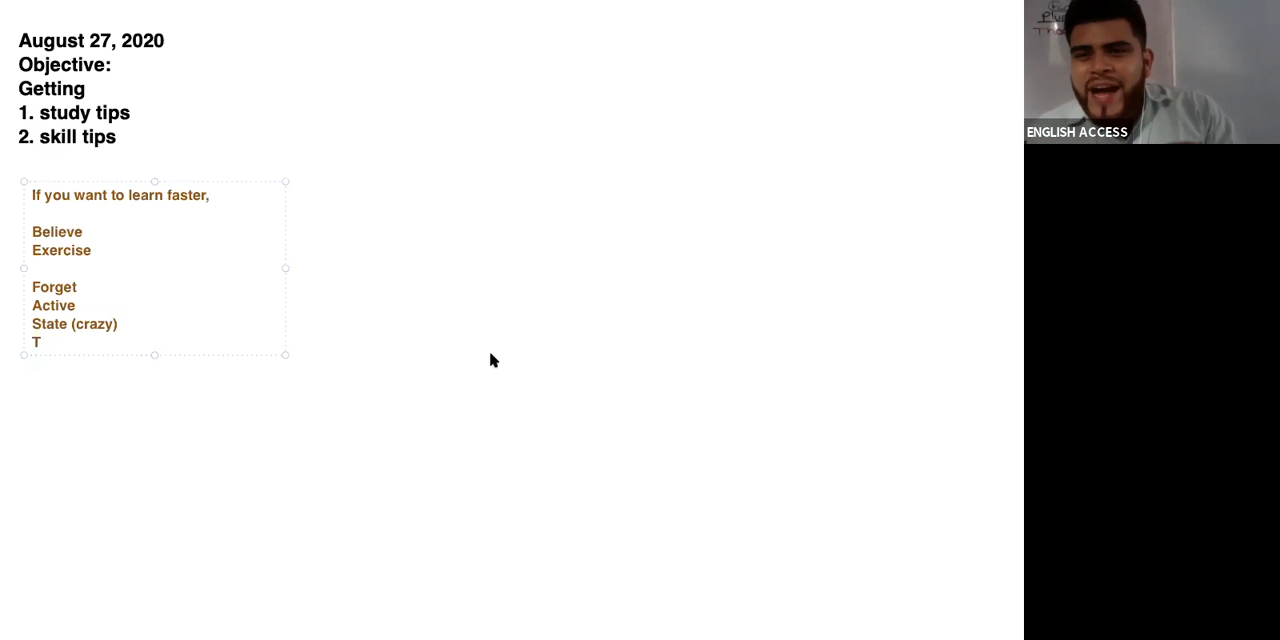 August 27, 2020
Objective:
Getting
1. study tips
2. skill tips
If you want to learn faster,
Believe
Exercise
Forget
Active
State (crazy)
T
ENGLISH ACCESS